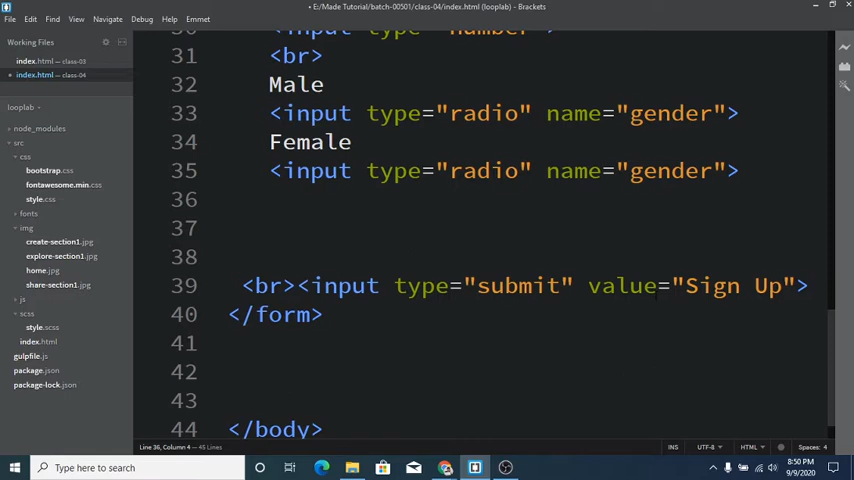 • E:/Made Tutorial/batch-00501/class-04/index.html (looplab) - Brackets
File Edit Find View Navigate Debug Help Emmet
Working Files
index.html — class-03
• index.html — class-04
looplab
node_modules
src
css
bootstrap.css
fontawesome.min.css
style.css
fonts
img
create-section1.jpg
explore-section1.jpg
home.jpg
share-section1.jpg
js
scss
style.scss
index.html
gulpfile.js
package.json
package-lock.json
30 <input type="number">
31 <br>
32 Male
33 <input type="radio" name="gender">
34 Female
35 <input type="radio" name="gender">
36
37
38
39 <br><input type="submit" value="Sign Up">
40 </form>
41
42
43
44 </body>
Line 36, Column 4 — 45 Lines
INS UTF-8 HTML Spaces: 4
Type here to search
8:50 PM
9/9/2020